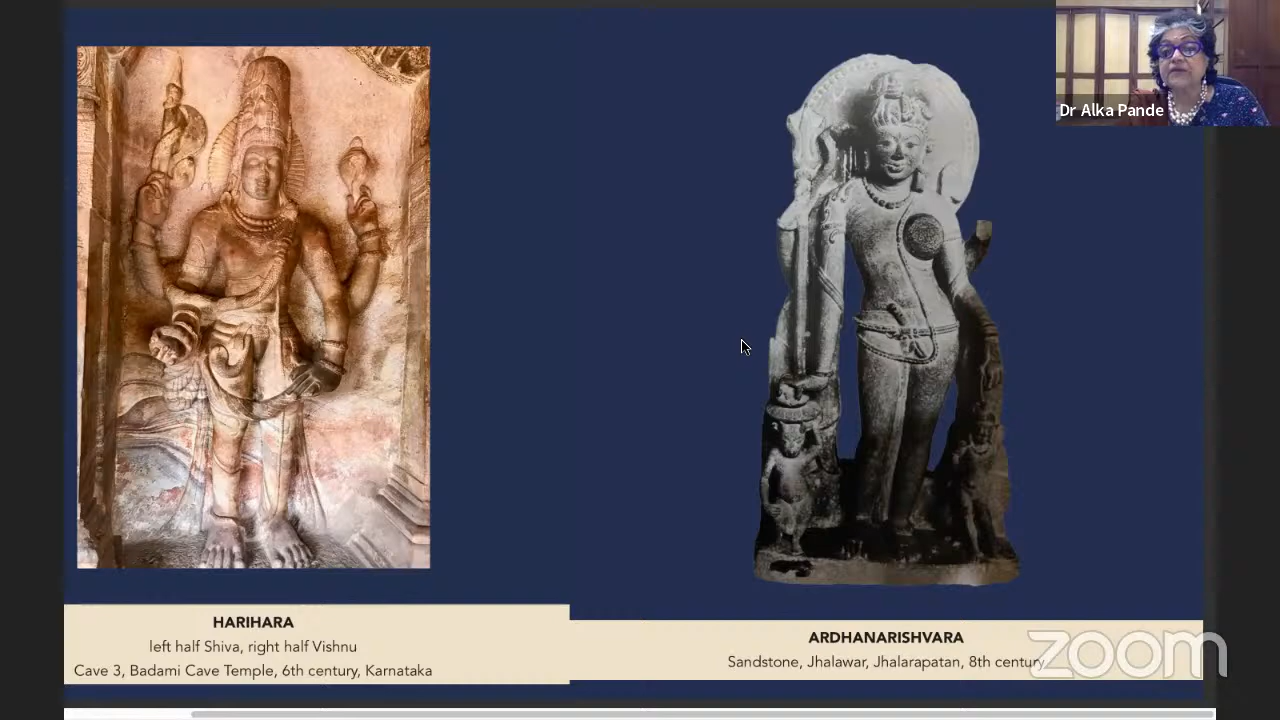 Dr Alka Pande
HARIHARA
left half Shiva, right half Vishnu
Cave 3, Badami Cave Temple, 6th century, Karnataka
ARDHANARISHVARA
Sandstone, Jhalawar, Jhalarapatan, 8th century
zoom